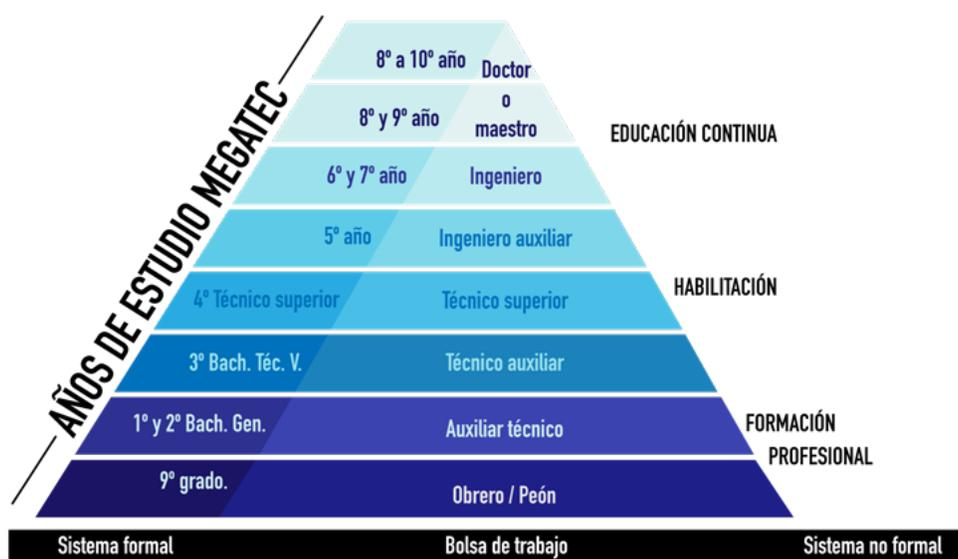 AÑOS DE ESTUDIO MEGATEC
8º a 10º año
Doctor
o
maestro
8º y 9º año
EDUCACIÓN CONTINUA
6º y 7º año
Ingeniero
5º año
Ingeniero auxiliar
HABILITACIÓN
4º Técnico superior
Técnico superior
3º Bach. Téc. V.
Técnico auxiliar
1º y 2º Bach. Gen.
Auxiliar técnico
FORMACIÓN
PROFESIONAL
9º grado.
Obrero / Peón
Sistema formal
Bolsa de trabajo
Sistema no formal